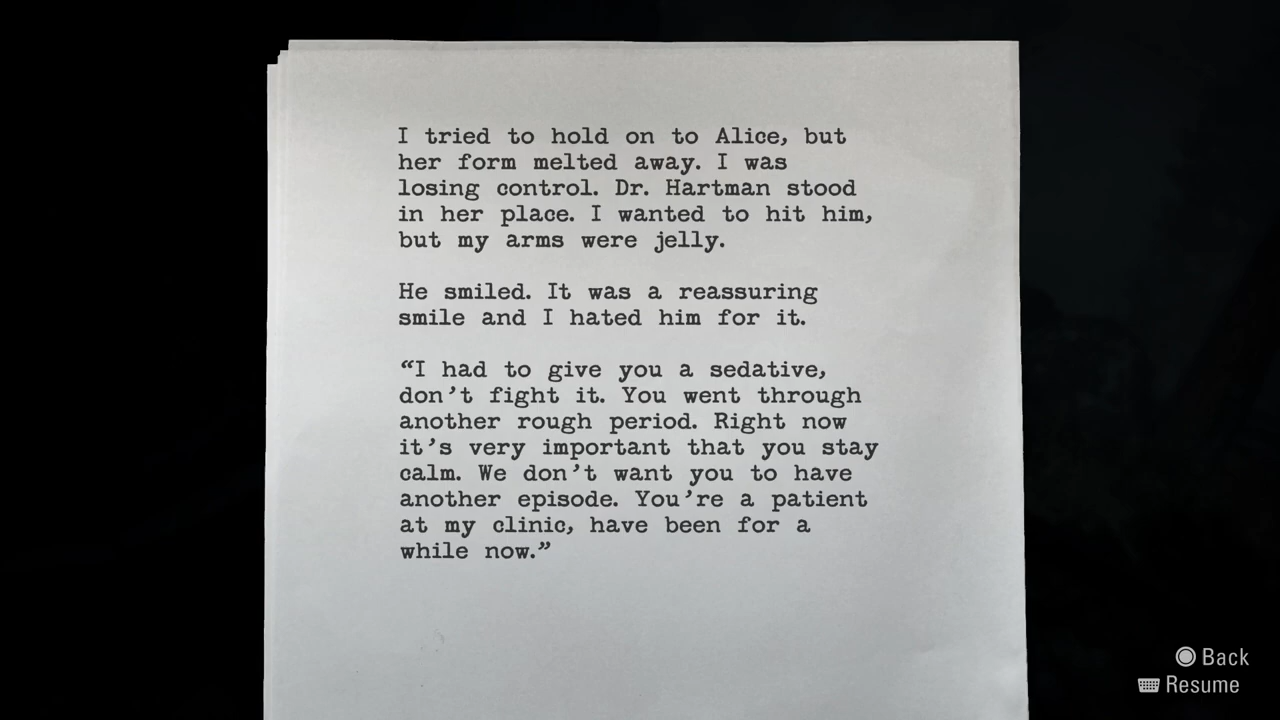 I tried to hold on to Alice, but
her form melted away. I was
losing control. Dr. Hartman stood
in her place. I wanted to hit him,
but my arms were jelly.
He smiled. It was a reassuring
smile and I hated him for it.
“I had to give you a sedative,
don’t fight it. You went through
another rough period. Right now
it’s very important that you stay
calm. We don’t want you to have
another episode. You’re a patient
at my clinic, have been for a
while now.”
Back
Resume